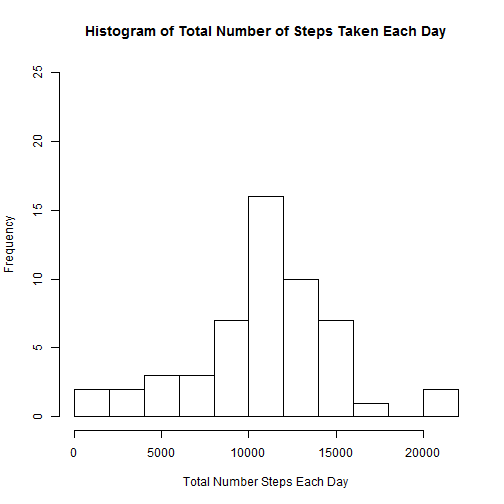 Histogram of Total Number of Steps Taken Each Day
25
20
15
10
5
0
Frequency
0 5000 10000 15000 20000
Total Number Steps Each Day